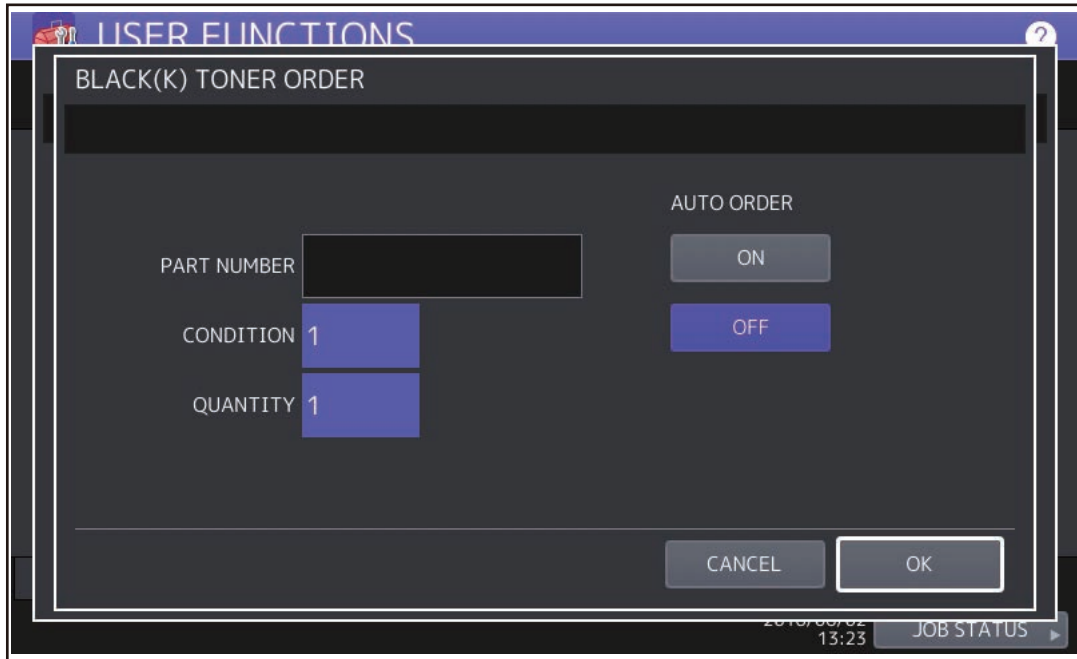 USER FUNCTIONS
?
BLACK(K) TONER ORDER
AUTO ORDER
PART NUMBER
ON
CONDITION 1
OFF
QUANTITY 1
CANCEL
OK
13:23
JOB STATUS